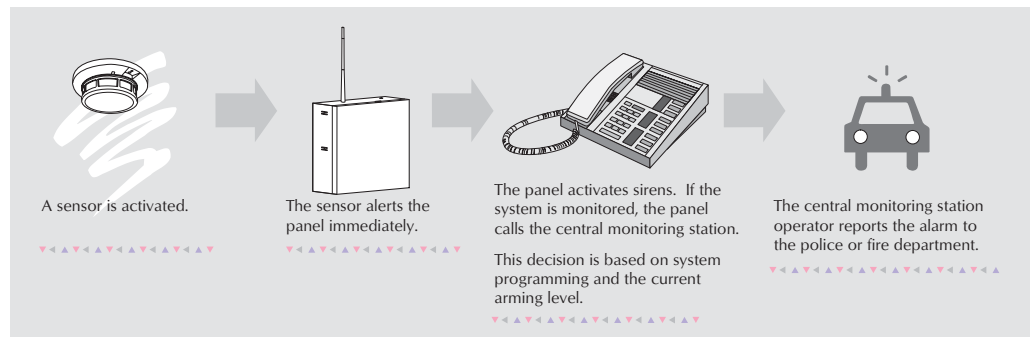 A sensor is activated.
The sensor alerts the
panel immediately.
The panel activates sirens.  If the
system is monitored, the panel
calls the central monitoring station.
This decision is based on system
programming and the current
arming level.
The central monitoring station
operator reports the alarm to
the police or fire department.